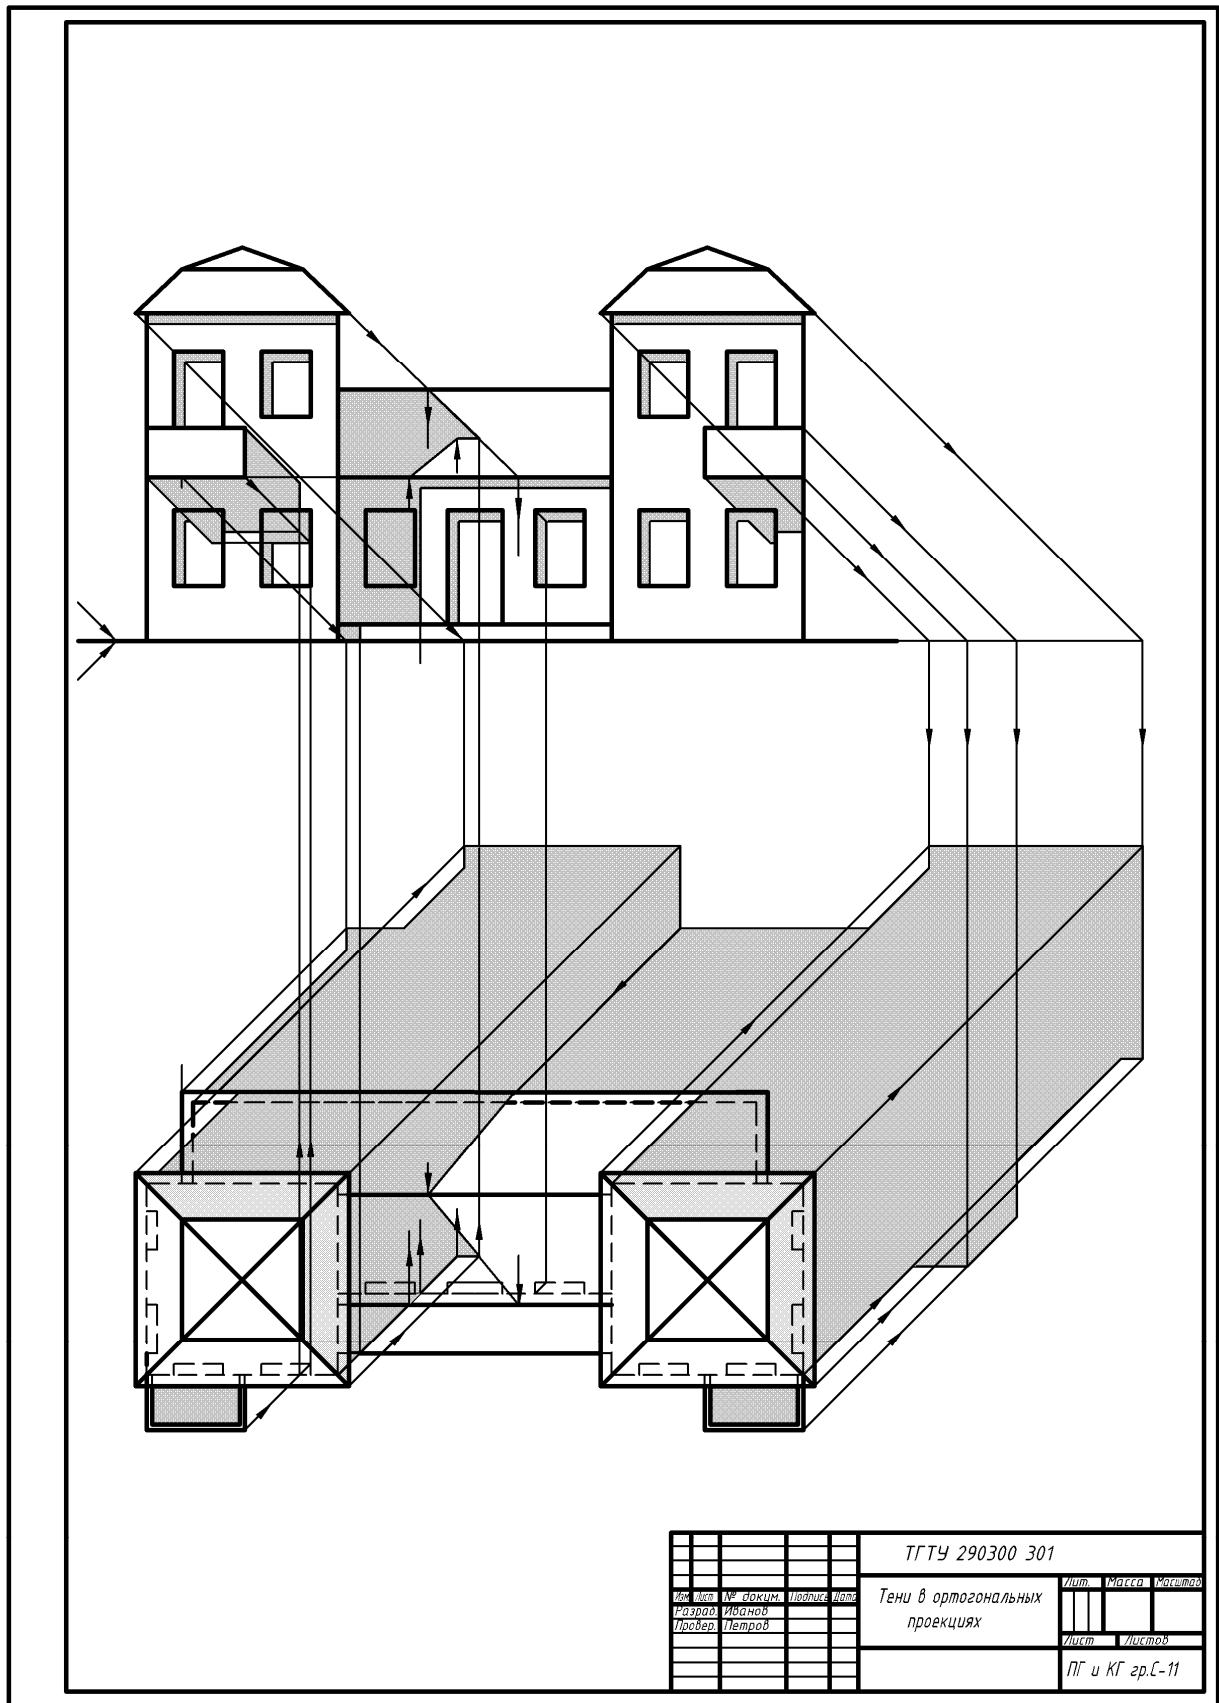 ТГТУ 290300 301
Лит. Масса Масштаб
Изм Лист № докум. Подпись Дата
Тени в ортогональных
проекциях
Разраб. Иванов
Провер. Петров
Лист Листов
ПГ и КГ гр.С-11